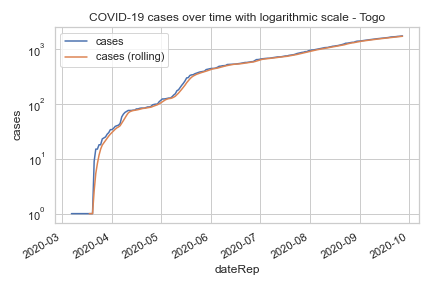 COVID-19 cases over time with logarithmic scale - Togo
cases
cases (rolling)
10³
10²
10¹
10⁰
cases
2020-03
2020-04
2020-05
2020-06
2020-07
2020-08
2020-09
2020-10
dateRep